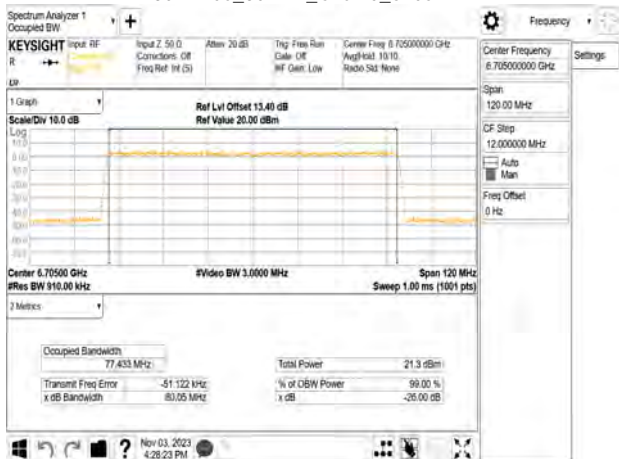 Spectrum Analyzer 1
Occupied BW
Frequency
KEYSIGHT Input: RF
Input Z: 50 Ω
Atten: 20 dB
Trig: Free Run
Center Freq: 6.705000000 GHz
R
Corrections: Off
Gate: Off
Avg|Hold: 10/10
Freq Ref: Int (S)
#IF Gain: Low
Radio Std: None
Center Frequency
6.705000000 GHz
Settings
Span
120.00 MHz
CF Step
12.000000 MHz
Auto
Man
Freq Offset
0 Hz
1 Graph
Ref Lvl Offset 13.40 dB
Scale/Div 10.0 dB
Ref Value 20.00 dBm
Log
Center 6.70500 GHz
#Video BW 3.0000 MHz
Span 120 MHz
#Res BW 910.00 kHz
Sweep 1.00 ms (1001 pts)
2 Metrics
Occupied Bandwidth
77.433 MHz
Total Power
21.3 dBm
Transmit Freq Error
-51.122 kHz
% of OBW Power
99.00 %
x dB Bandwidth
80.05 MHz
x dB
-26.00 dB
?
Nov 03, 2023
4:28:23 PM